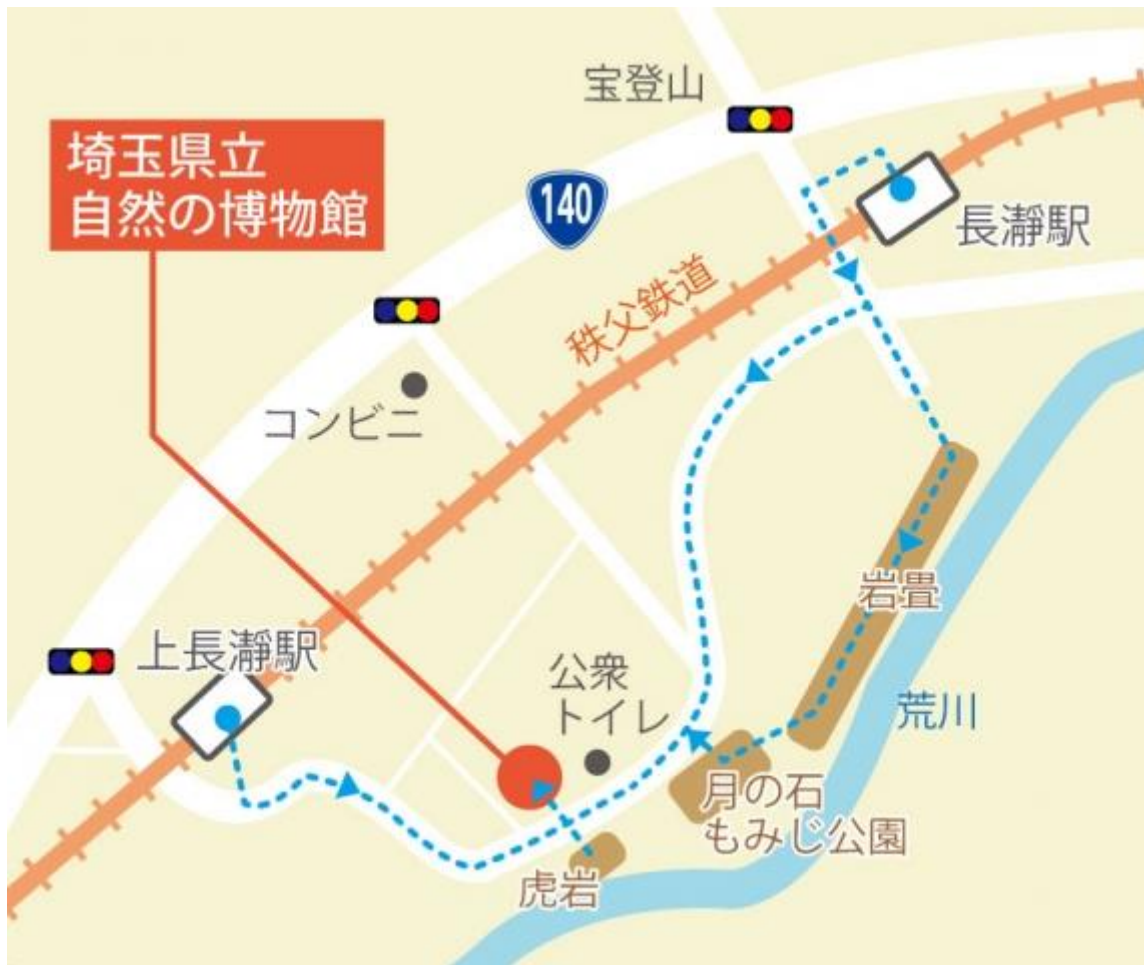 宝登山
埼玉県立
自然の博物館
140
長瀞駅
秩父鉄道
コンビニ
岩畳
上長瀞駅
公衆
トイレ
荒川
月の石
もみじ公園
虎岩